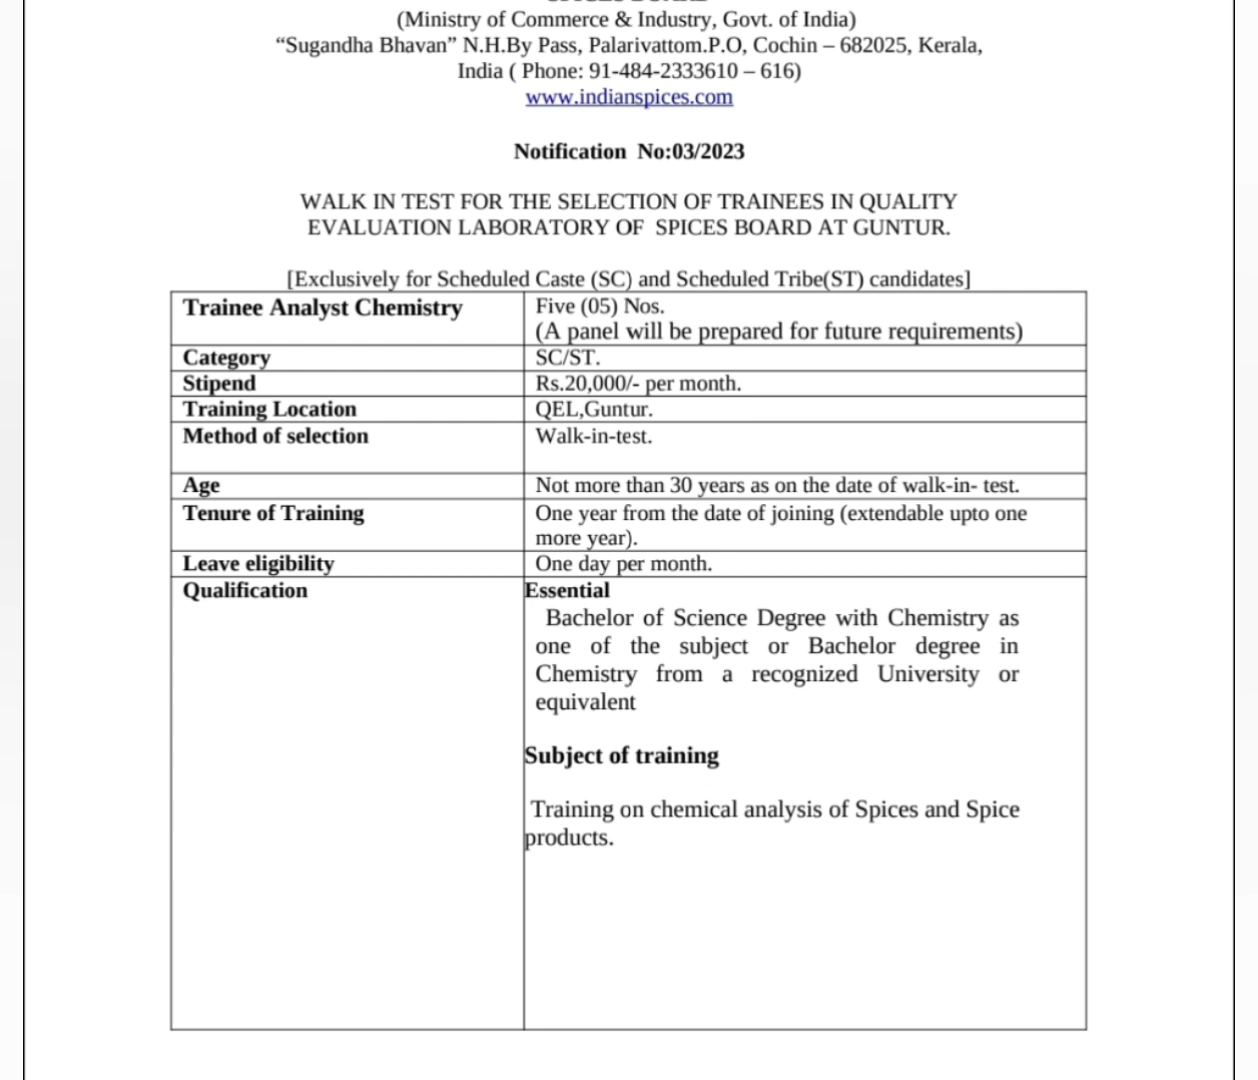 (Ministry of Commerce & Industry, Govt. of India)
“Sugandha Bhavan” N.H.By Pass, Palarivattom.P.O, Cochin – 682025, Kerala,
India ( Phone: 91-484-2333610 – 616)
www.indianspices.com
Notification No:03/2023
WALK IN TEST FOR THE SELECTION OF TRAINEES IN QUALITY
EVALUATION LABORATORY OF SPICES BOARD AT GUNTUR.
[Exclusively for Scheduled Caste (SC) and Scheduled Tribe(ST) candidates]
Trainee Analyst Chemistry
Five (05) Nos.
(A panel will be prepared for future requirements)
Category
SC/ST.
Stipend
Rs.20,000/- per month.
Training Location
QEL,Guntur.
Method of selection
Walk-in-test.
Age
Not more than 30 years as on the date of walk-in- test.
Tenure of Training
One year from the date of joining (extendable upto one
more year).
Leave eligibility
One day per month.
Qualification
Essential
Bachelor of Science Degree with Chemistry as
one of the subject or Bachelor degree in
Chemistry from a recognized University or
equivalent
Subject of training
Training on chemical analysis of Spices and Spice
products.